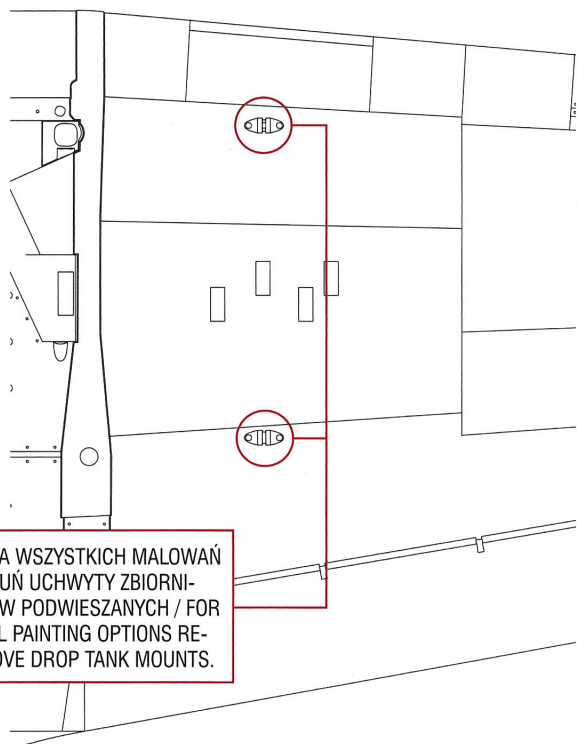 A WSZYSTKICH MALOWAŃ
UŃ UCHWYTY ZBIORNI-
W PODWIESZANYCH / FOR
L PAINTING OPTIONS RE-
OVE DROP TANK MOUNTS.